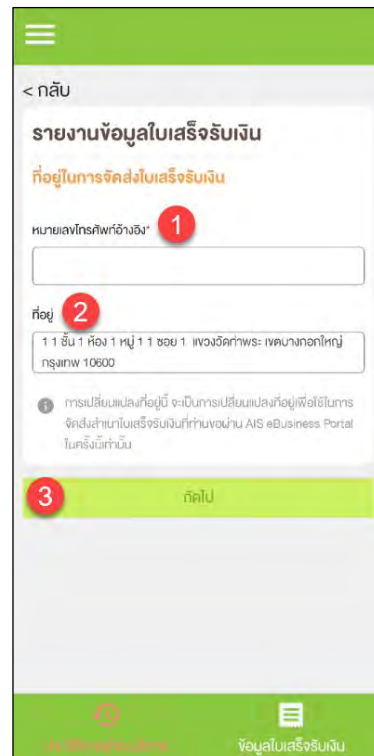 < กลับ
รายงานข้อมูลใบเสร็จรับเงิน
ที่อยู่ในการจัดส่งใบเสร็จรับเงิน
หมายเลขโทรศัพท์อ้างอิง* 1
ที่อยู่ 2
1 1 ชั้น 1 ห้อง 1 หมู่ 1 1 ซอย 1 แขวงวัดท่าพระ เขตบางกอกใหญ่
กรุงเทพ 10600
การเปลี่ยนแปลงที่อยู่นี้ จะเป็นการเปลี่ยนแปลงที่อยู่เพื่อใช้ในการ
จัดส่งสำเนาใบเสร็จรับเงินที่ท่านขอผ่าน AIS eBusiness Portal
ในครั้งนี้เท่านั้น
3 ถัดไป
ข้อมูลใบเสร็จรับเงิน